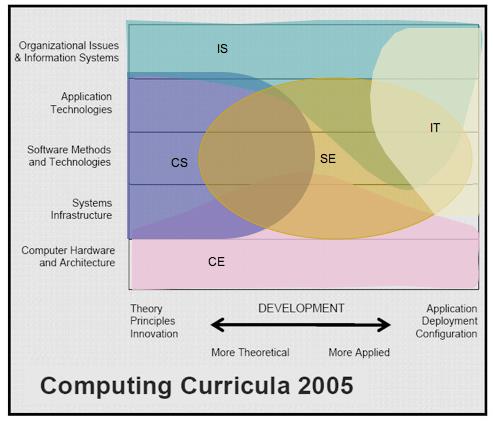 Organizational Issues
& Information Systems
IS
Application
Technologies
IT
Software Methods
and Technologies
CS
SE
Systems
Infrastructure
Computer Hardware
and Architecture
CE
Theory
Principles
Innovation
DEVELOPMENT
Application
Deployment
Configuration
More Theoretical
More Applied
Computing Curricula 2005